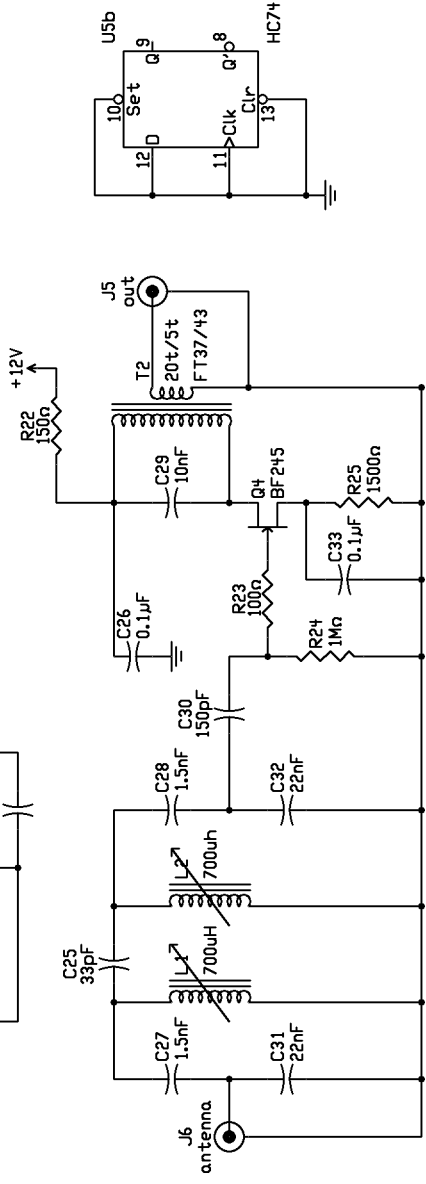 J6
antenna
C27
1.5nF
C31
22nF
C25
33pF
L1
700uH
L2
700uh
C28
1.5nF
C32
22nF
C30
150pF
C26
0.1µF
R23
100Ω
R24
1MΩ
R22
150Ω
+12V
C29
10nF
Q4
BF245
C33
0.1µF
R25
1500Ω
T2
20t/5t
FT37/43
J5
out
U5b
10
Set
12
D
Q
9
11
Clk
Q'
8
Clr
13
HC74